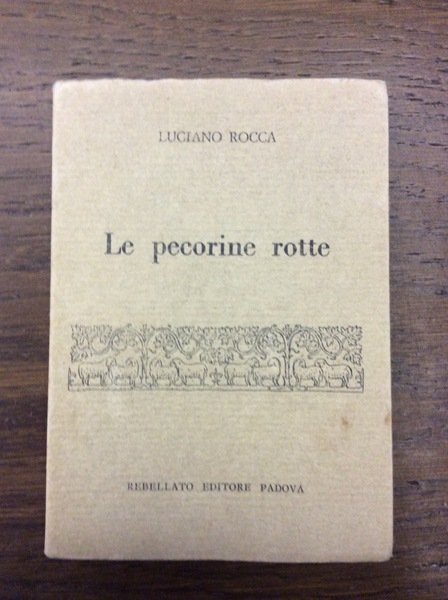 LUCIANO ROCCA
Le pecorine rotte
REBELLATO EDITORE PADOVA